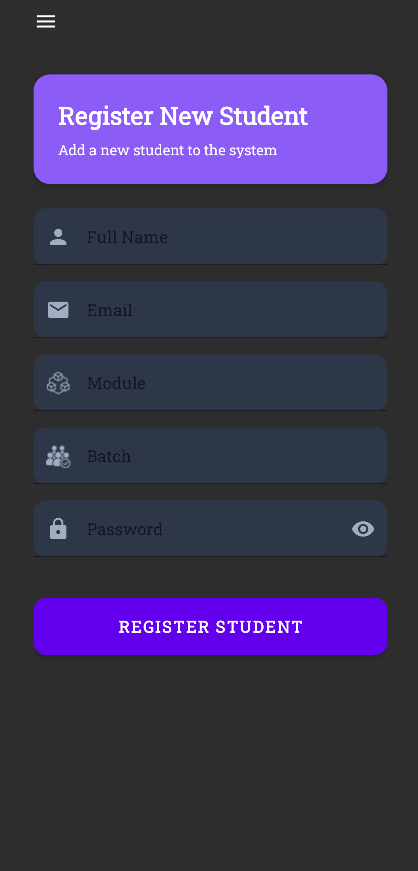 Register New Student
Add a new student to the system
Full Name
Email
Module
Batch
Password
REGISTER STUDENT